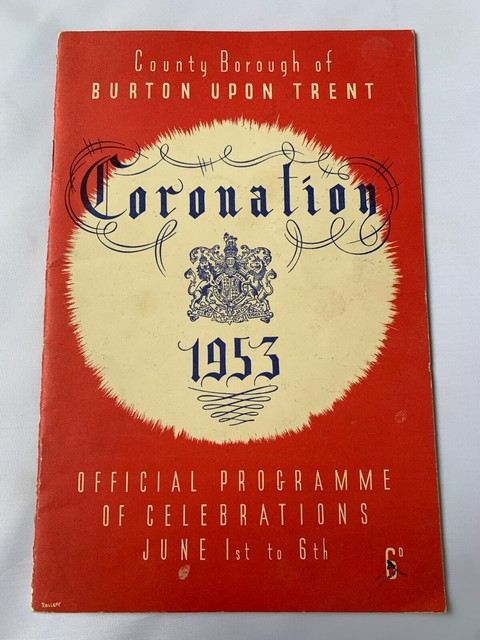 County Borough of
BURTON UPON TRENT
Coronation
1953
OFFICIAL PROGRAMME
OF CELEBRATIONS
JUNE 1st to 6th
6D